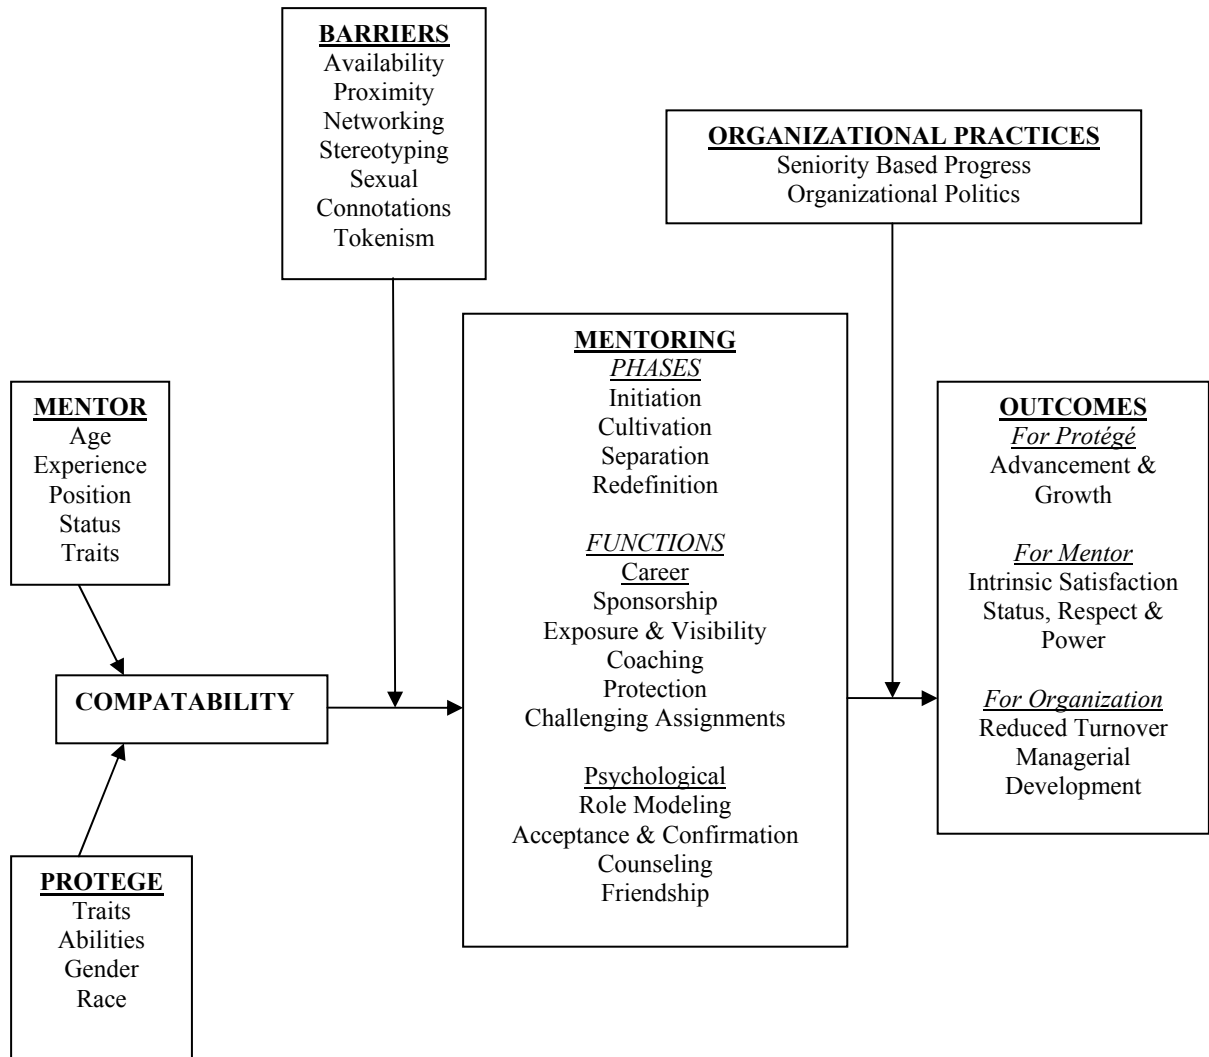 BARRIERS
Availability
Proximity
Networking
Stereotyping
Sexual
Connotations
Tokenism
ORGANIZATIONAL PRACTICES
Seniority Based Progress
Organizational Politics
MENTOR
Age
Experience
Position
Status
Traits
COMPATABILITY
PROTEGE
Traits
Abilities
Gender
Race
MENTORING
PHASES
Initiation
Cultivation
Separation
Redefinition
FUNCTIONS
Career
Sponsorship
Exposure & Visibility
Coaching
Protection
Challenging Assignments
Psychological
Role Modeling
Acceptance & Confirmation
Counseling
Friendship
OUTCOMES
For Protégé
Advancement &
Growth
For Mentor
Intrinsic Satisfaction
Status, Respect &
Power
For Organization
Reduced Turnover
Managerial
Development